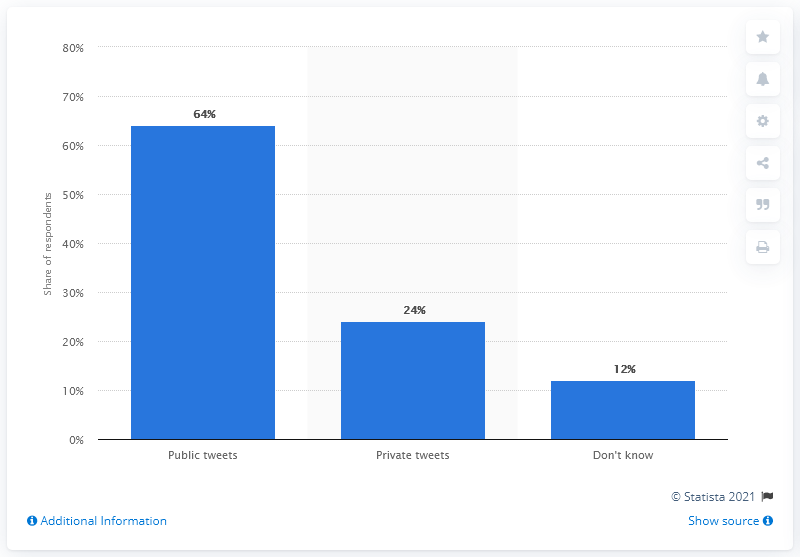 80%
70%
60%
50%
40%
30%
20%
10%
0%
Share of respondents
64%
24%
12%
Public tweets
Private tweets
Don't know
© Statista 2021
Additional Information
Show source